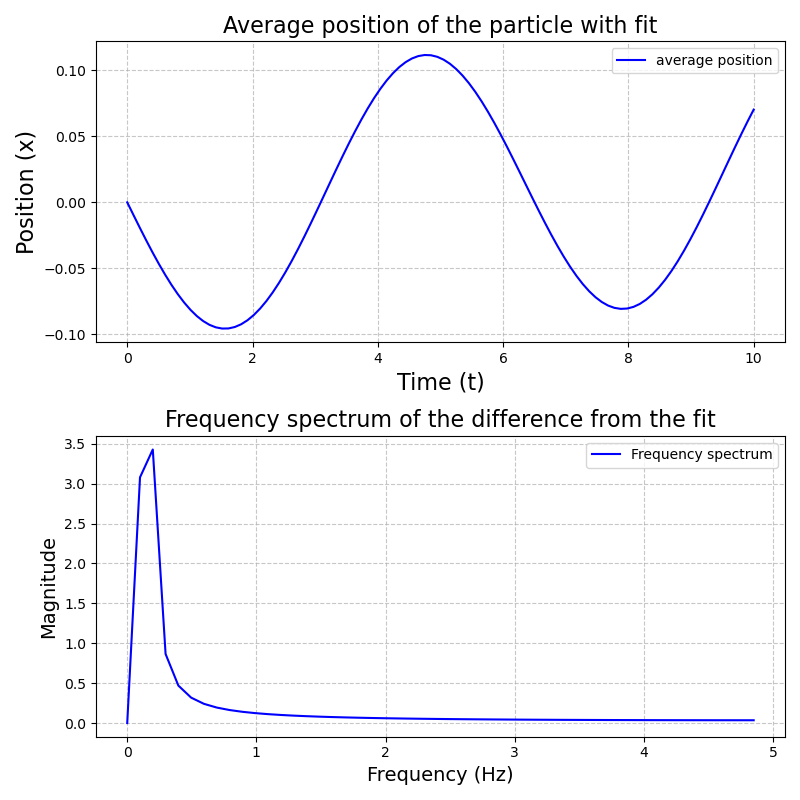 Average position of the particle with fit
average position
Position (x)
0.10
0.05
0.00
−0.05
−0.10
0 2 4 6 8 10
Time (t)
Frequency spectrum of the difference from the fit
Frequency spectrum
Magnitude
3.5
3.0
2.5
2.0
1.5
1.0
0.5
0.0
0 1 2 3 4 5
Frequency (Hz)